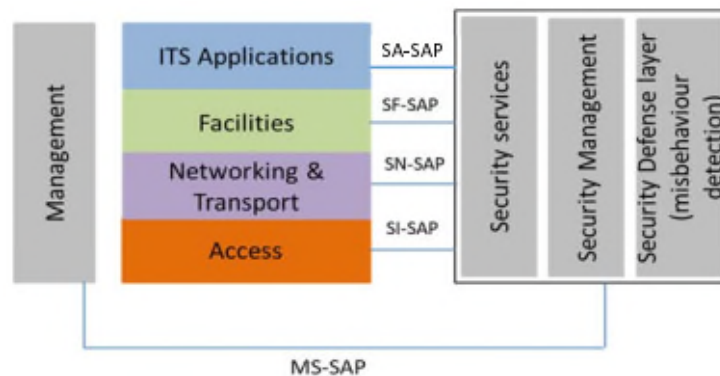 Management
ITS Applications
Facilities
Networking &
Transport
Access
SA-SAP
SF-SAP
SN-SAP
SI-SAP
Security services
Security Management
Security Defense layer
(misbehaviour
detection)
MS-SAP